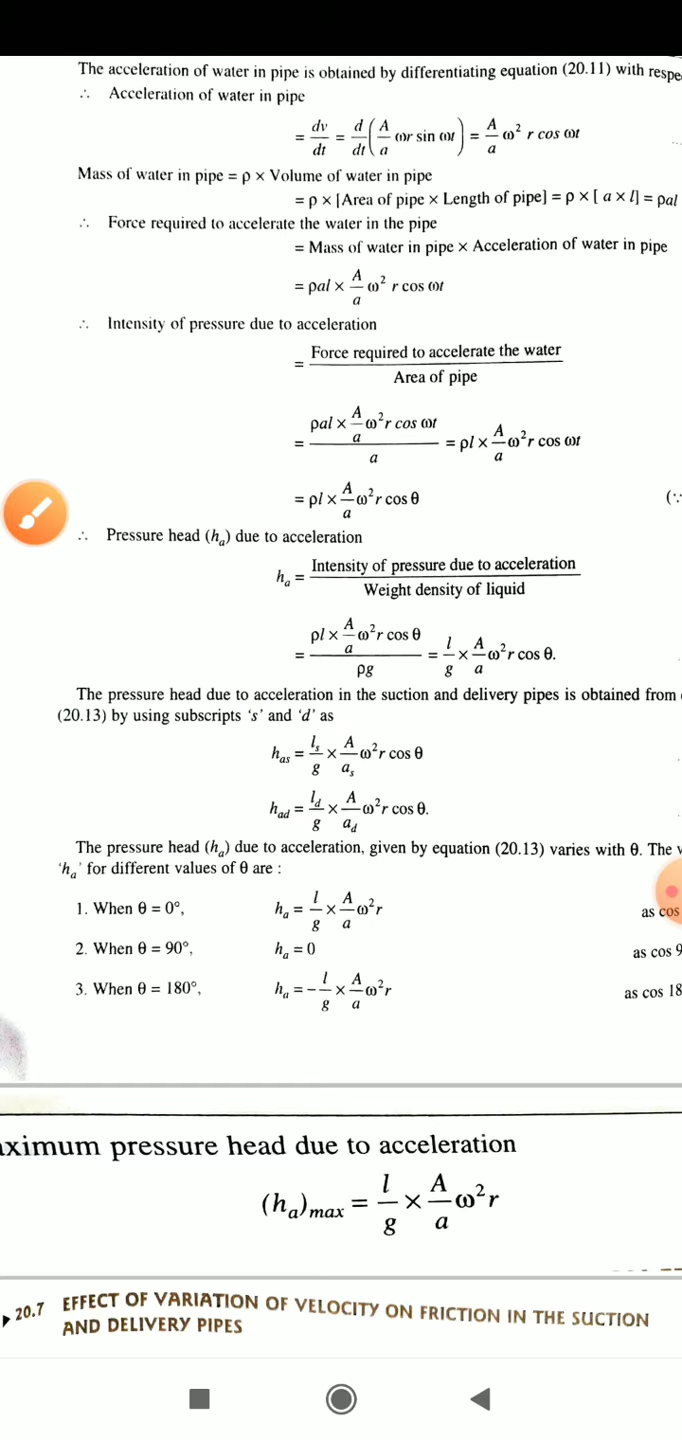 The acceleration of water in pipe is obtained by differentiating equation (20.11) with respe
∴ Acceleration of water in pipe
= dv/dt = d/dt (A/a ωr sin ωt) = A/a ω² r cos ωt
Mass of water in pipe = ρ × Volume of water in pipe
= ρ × [Area of pipe × Length of pipe] = ρ × [ a × l] = ρal
∴ Force required to accelerate the water in the pipe
= Mass of water in pipe × Acceleration of water in pipe
= ρal × A/a ω² r cos ωt
∴ Intensity of pressure due to acceleration
= Force required to accelerate the water / Area of pipe
= ρal × A/a ω² r cos ωt / a = ρl × A/a ω² r cos ωt
= ρl × A/a ω² r cos θ (∵
∴ Pressure head (hₐ) due to acceleration
hₐ = Intensity of pressure due to acceleration / Weight density of liquid
= ρl × A/a ω² r cos θ / ρg = l/g × A/a ω² r cos θ.
The pressure head due to acceleration in the suction and delivery pipes is obtained from
(20.13) by using subscripts ‘s’ and ‘d’ as
h_as = l_s/g × A/a_s ω² r cos θ
h_ad = l_d/g × A/a_d ω² r cos θ.
The pressure head (hₐ) due to acceleration, given by equation (20.13) varies with θ. The v
‘hₐ’ for different values of θ are :
1. When θ = 0°, hₐ = l/g × A/a ω² r as cos
2. When θ = 90°, hₐ = 0 as cos 9
3. When θ = 180°, hₐ = – l/g × A/a ω² r as cos 18
aximum pressure head due to acceleration
(hₐ)max = l/g × A/a ω² r
20.7 EFFECT OF VARIATION OF VELOCITY ON FRICTION IN THE SUCTION
AND DELIVERY PIPES